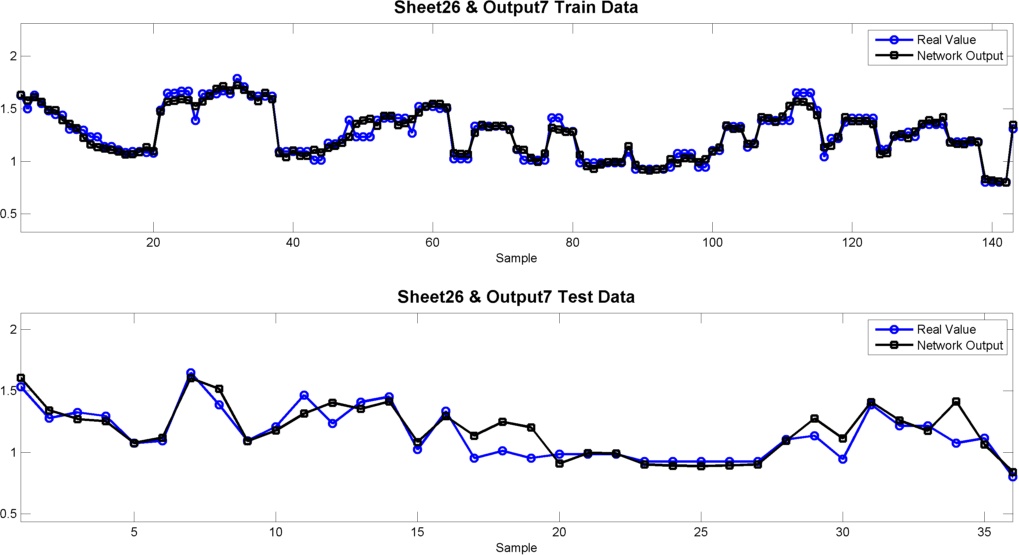 Sheet26 & Output7 Train Data
Real Value
Network Output
2
1.5
1
0.5
20 40 60 80 100 120 140
Sample
Sheet26 & Output7 Test Data
Real Value
Network Output
2
1.5
1
0.5
5 10 15 20 25 30 35
Sample